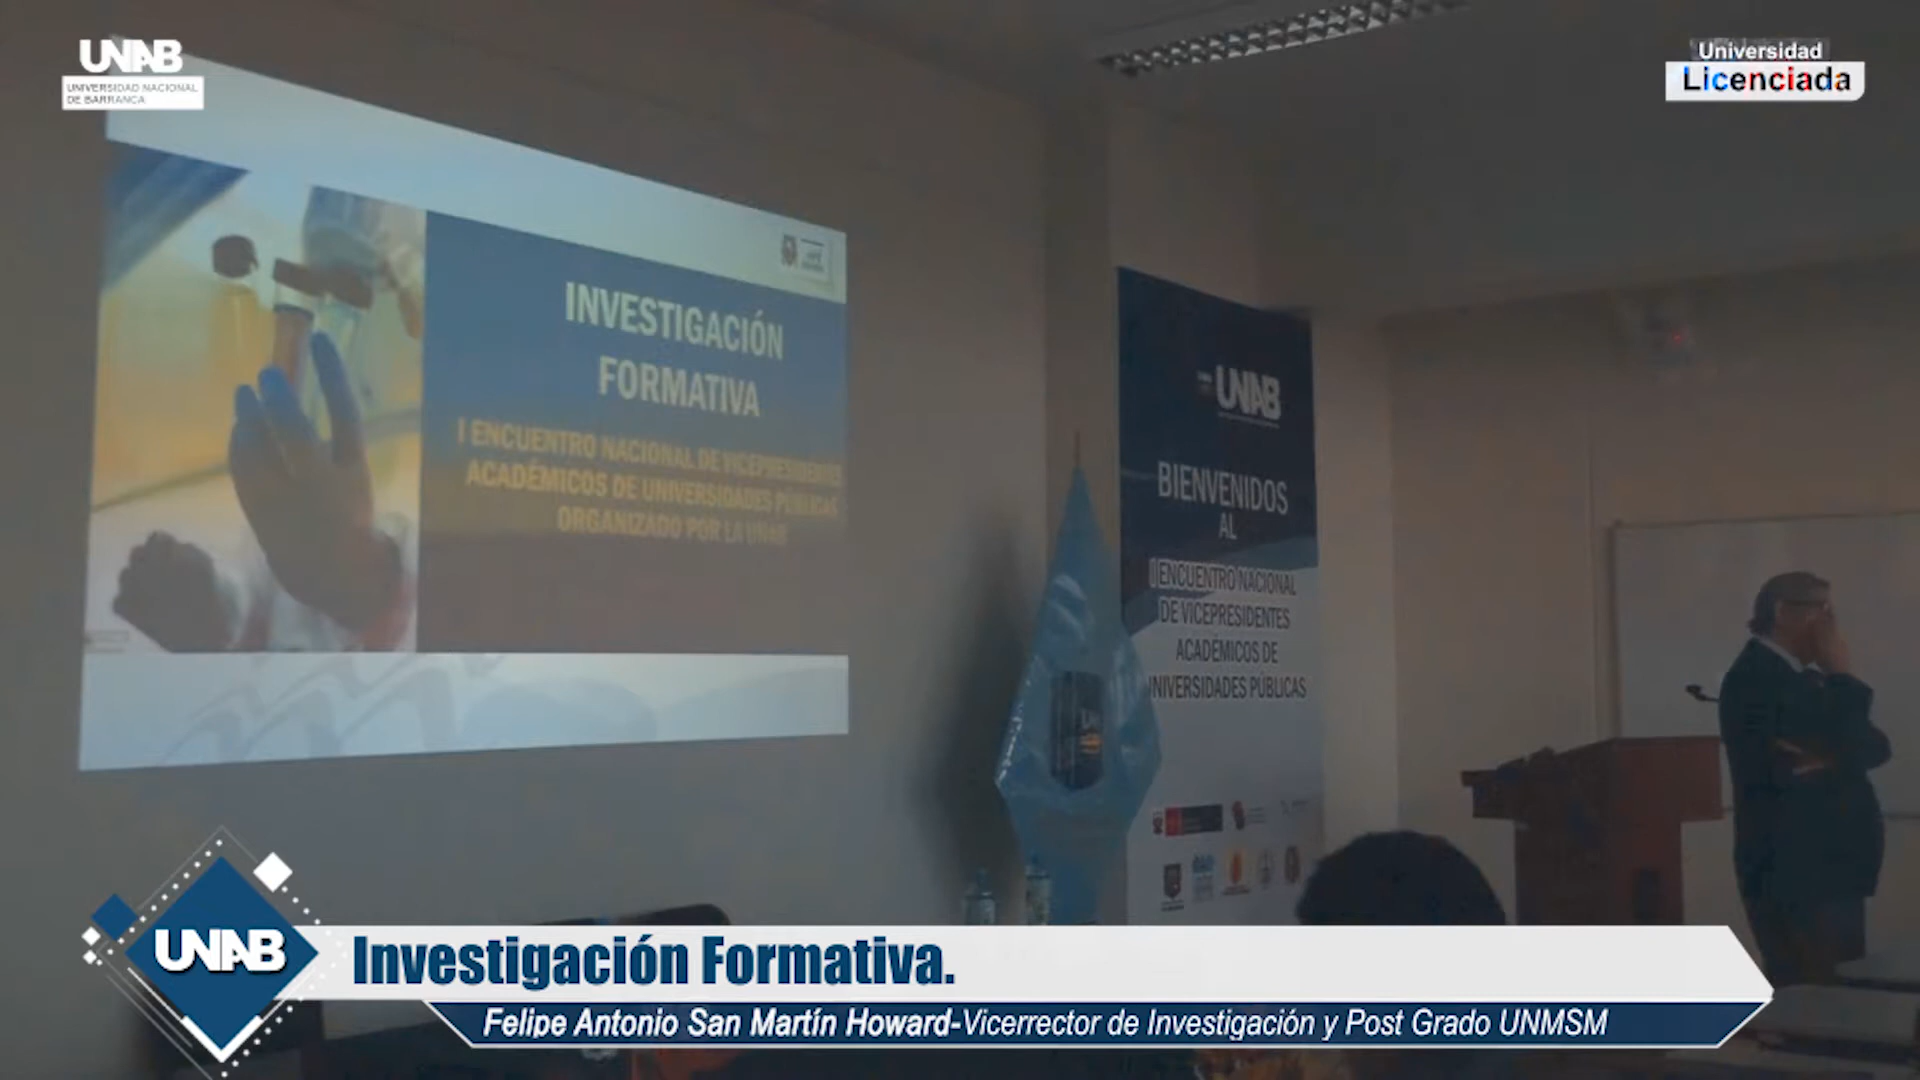 UNAB
UNIVERSIDAD NACIONAL
DE BARRANCA
Universidad
Licenciada
INVESTIGACIÓN
FORMATIVA
I ENCUENTRO NACIONAL DE VICEPRESIDENTES
ACADÉMICOS DE UNIVERSIDADES PÚBLICAS
ORGANIZADO POR LA UNAB
UNAB
BIENVENIDOS
AL
I ENCUENTRO NACIONAL
DE VICEPRESIDENTES
ACADÉMICOS DE
UNIVERSIDADES PÚBLICAS
UNAB
Investigación Formativa.
Felipe Antonio San Martín Howard-Vicerrector de Investigación y Post Grado UNMSM